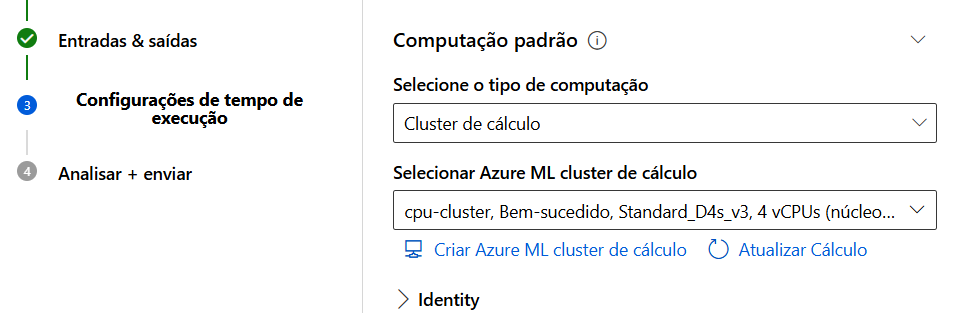 Entradas & saídas
3
Configurações de tempo de
execução
4
Analisar + enviar
Computação padrão
Selecione o tipo de computação
Cluster de cálculo
Selecionar Azure ML cluster de cálculo
cpu-cluster, Bem-sucedido, Standard_D4s_v3, 4 vCPUs (núcleo...
Criar Azure ML cluster de cálculo
Atualizar Cálculo
Identity